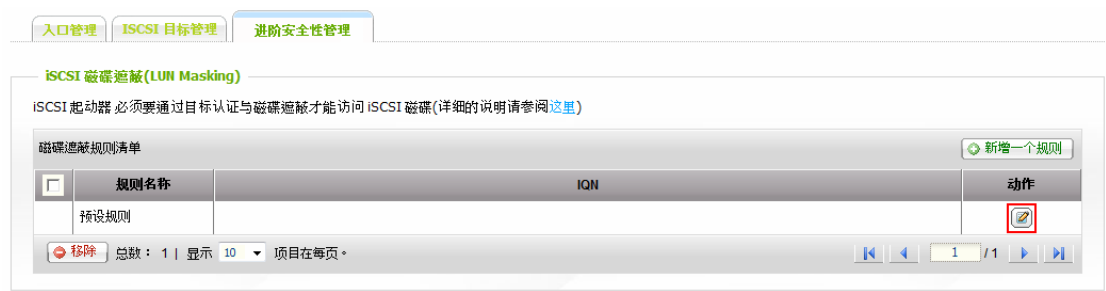 入口管理 ISCSI 目标管理 进阶安全性管理
iSCSI 磁碟遮蔽(LUN Masking)
iSCSI 起动器 必须要通过目标认证与磁碟遮蔽才能访问 iSCSI 磁碟(详细的说明请参阅这里)
磁碟遮蔽规则清单 新增一个规则
规则名称 IQN 动作
预设规则
移除 总数： 1 | 显示 10 项目在每页。 1 / 1